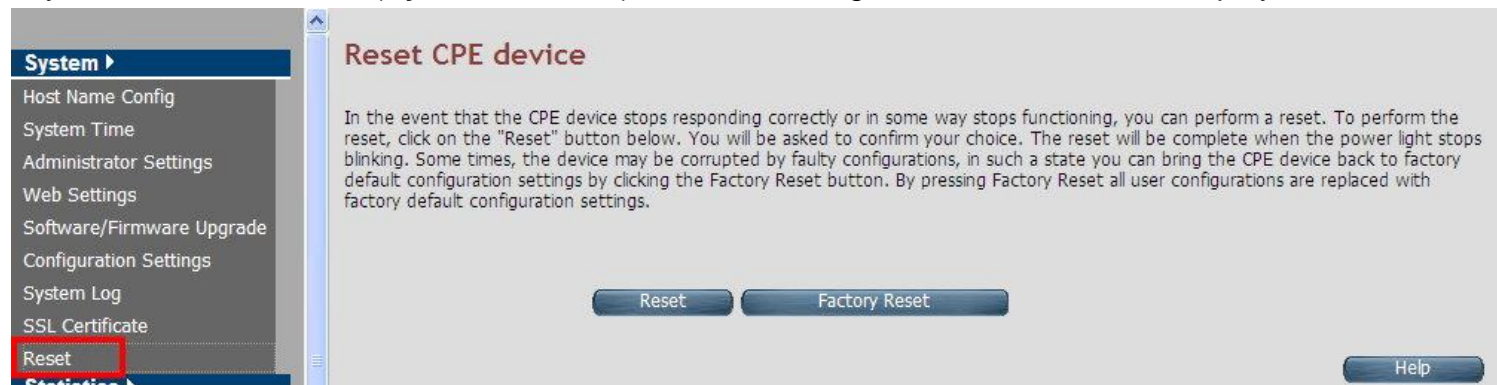 System
Host Name Config
System Time
Administrator Settings
Web Settings
Software/Firmware Upgrade
Configuration Settings
System Log
SSL Certificate
Reset
Statistics
Reset CPE device
In the event that the CPE device stops responding correctly or in some way stops functioning, you can perform a reset. To perform the
reset, click on the "Reset" button below. You will be asked to confirm your choice. The reset will be complete when the power light stops
blinking. Some times, the device may be corrupted by faulty configurations, in such a state you can bring the CPE device back to factory
default configuration settings by clicking the Factory Reset button. By pressing Factory Reset all user configurations are replaced with
factory default configuration settings.
Reset Factory Reset
Help